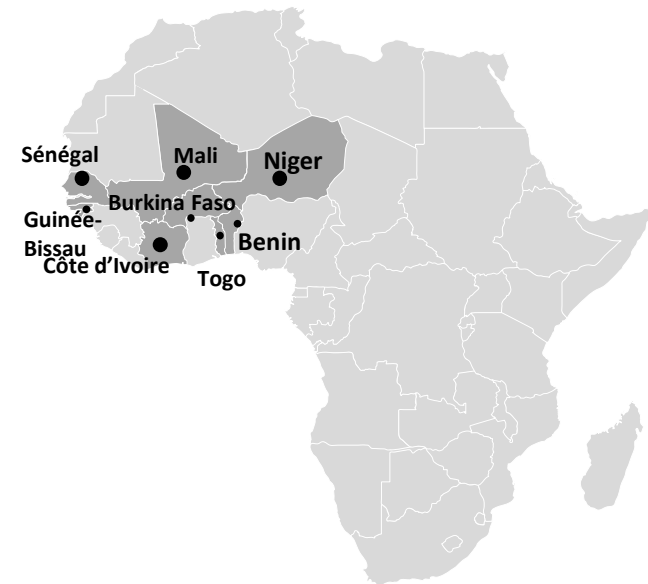 Sénégal
Mali
Niger
Burkina Faso
Guinée-
Bissau
Benin
Côte d’Ivoire
Togo